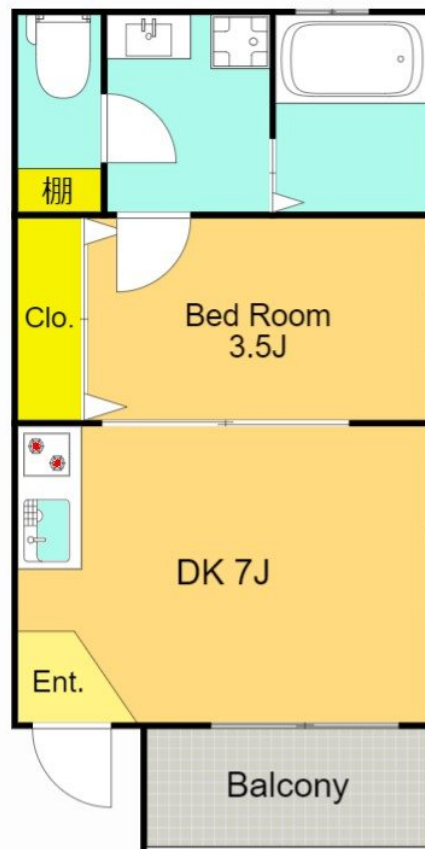 棚
Clo.
Bed Room
3.5J
DK 7J
Ent.
Balcony